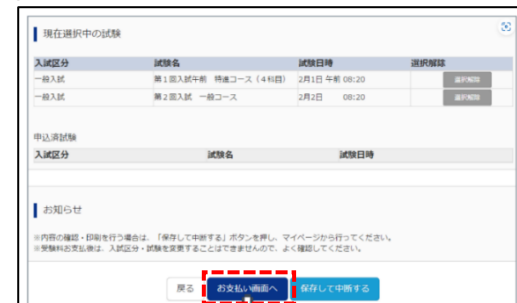 現在選択中の試験
入試区分 試験名 試験日時 選択解除
一般入試 第1回入試午前 特進コース（4科目） 2月1日 午前 08:20 選択解除
一般入試 第2回入試 一般コース 2月2日 08:20 選択解除
申込済試験
入試区分 試験名 試験日時
お知らせ
※内容の確認・印刷を行う場合は、「保存して中断する」ボタンを押し、マイページから行ってください。
※受験料お支払い後は、入試区分・試験を変更することはできませんので、よく確認してください。
戻る お支払い画面へ 保存して中断する